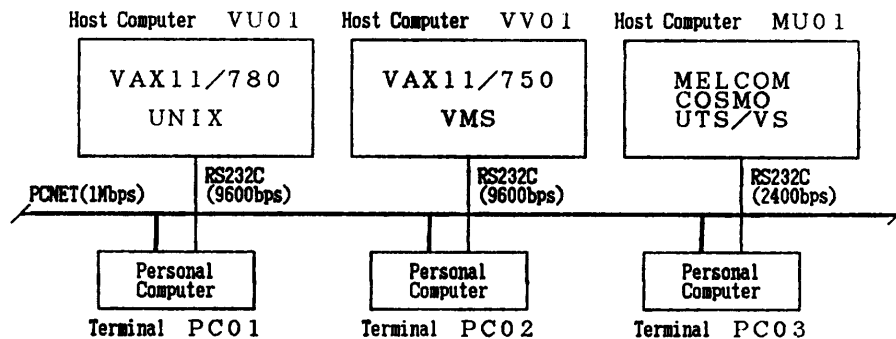 Host Computer VU01
VAX11/780
UNIX
RS232C
(9600bps)
Host Computer VV01
VAX11/750
VMS
RS232C
(9600bps)
Host Computer MU01
MELCOM
COSMO
UTS/VS
RS232C
(2400bps)
PCNET(1Mbps)
Personal
Computer
Terminal PC01
Personal
Computer
Terminal PC02
Personal
Computer
Terminal PC03